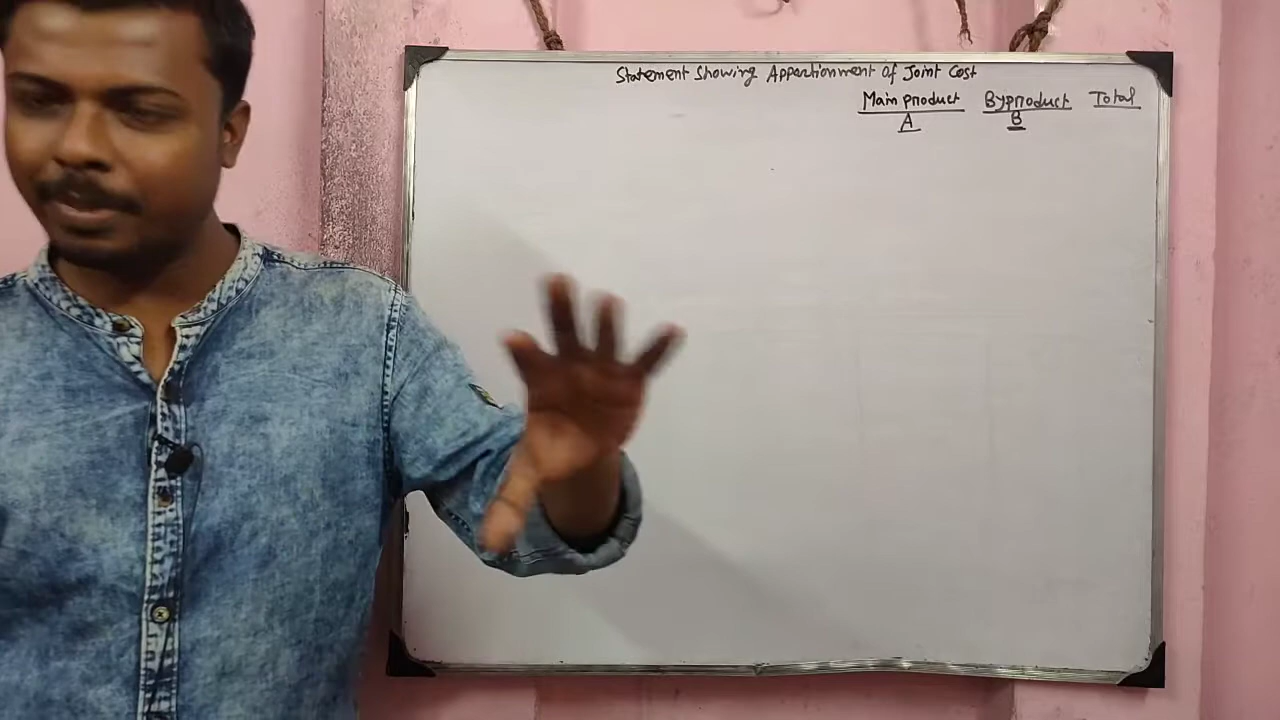 Statement Showing Apportionment Of Joint Cost
Main product Byproduct Total
A B